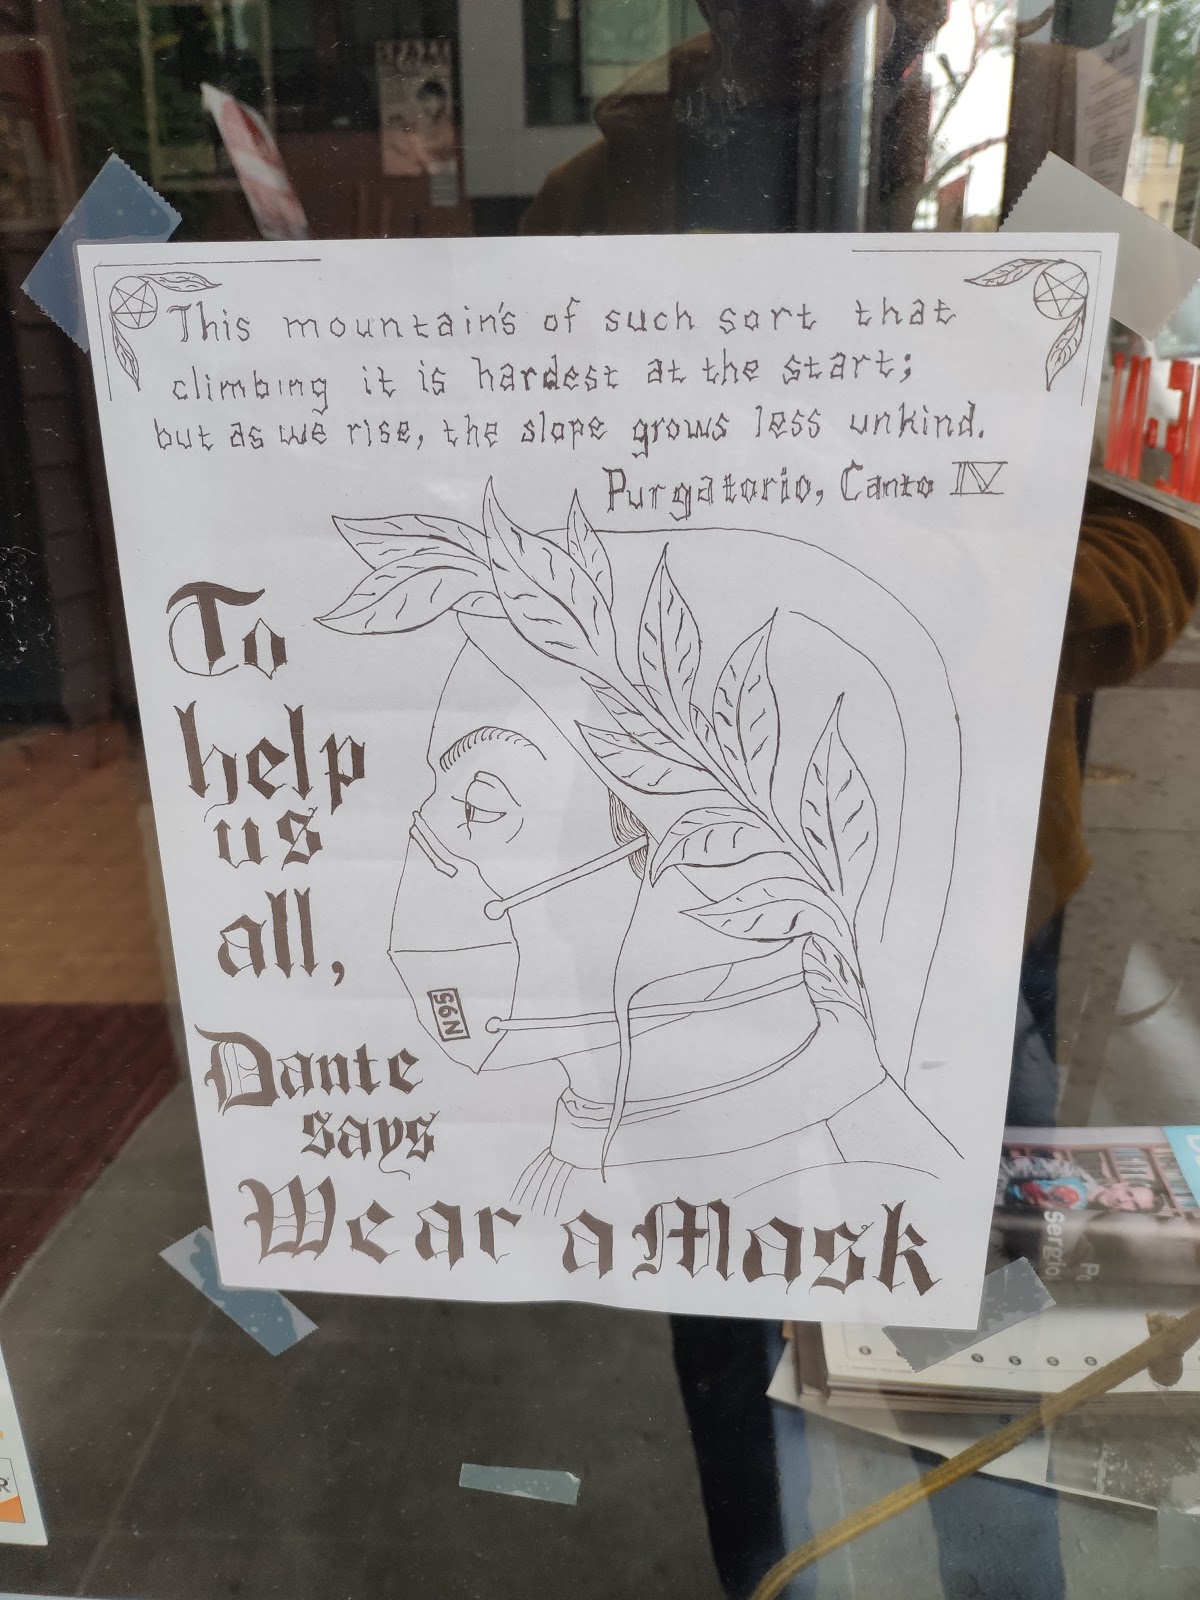 This mountain's of such sort that
climbing it is hardest at the start;
but as we rise, the slope grows less unkind.
Purgatorio, Canto IV
To
help
us
all,
N95
Dante
says
Wear a Mask
sergio